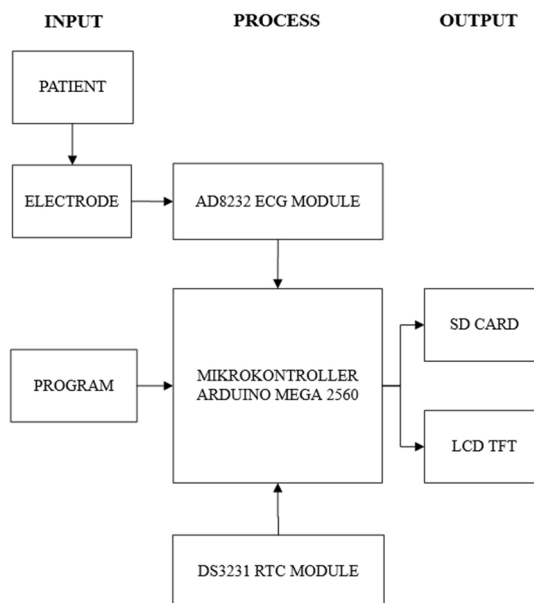 INPUT
PROCESS
OUTPUT
PATIENT
ELECTRODE
AD8232 ECG MODULE
PROGRAM
MIKROKONTROLLER
ARDUINO MEGA 2560
SD CARD
LCD TFT
DS3231 RTC MODULE